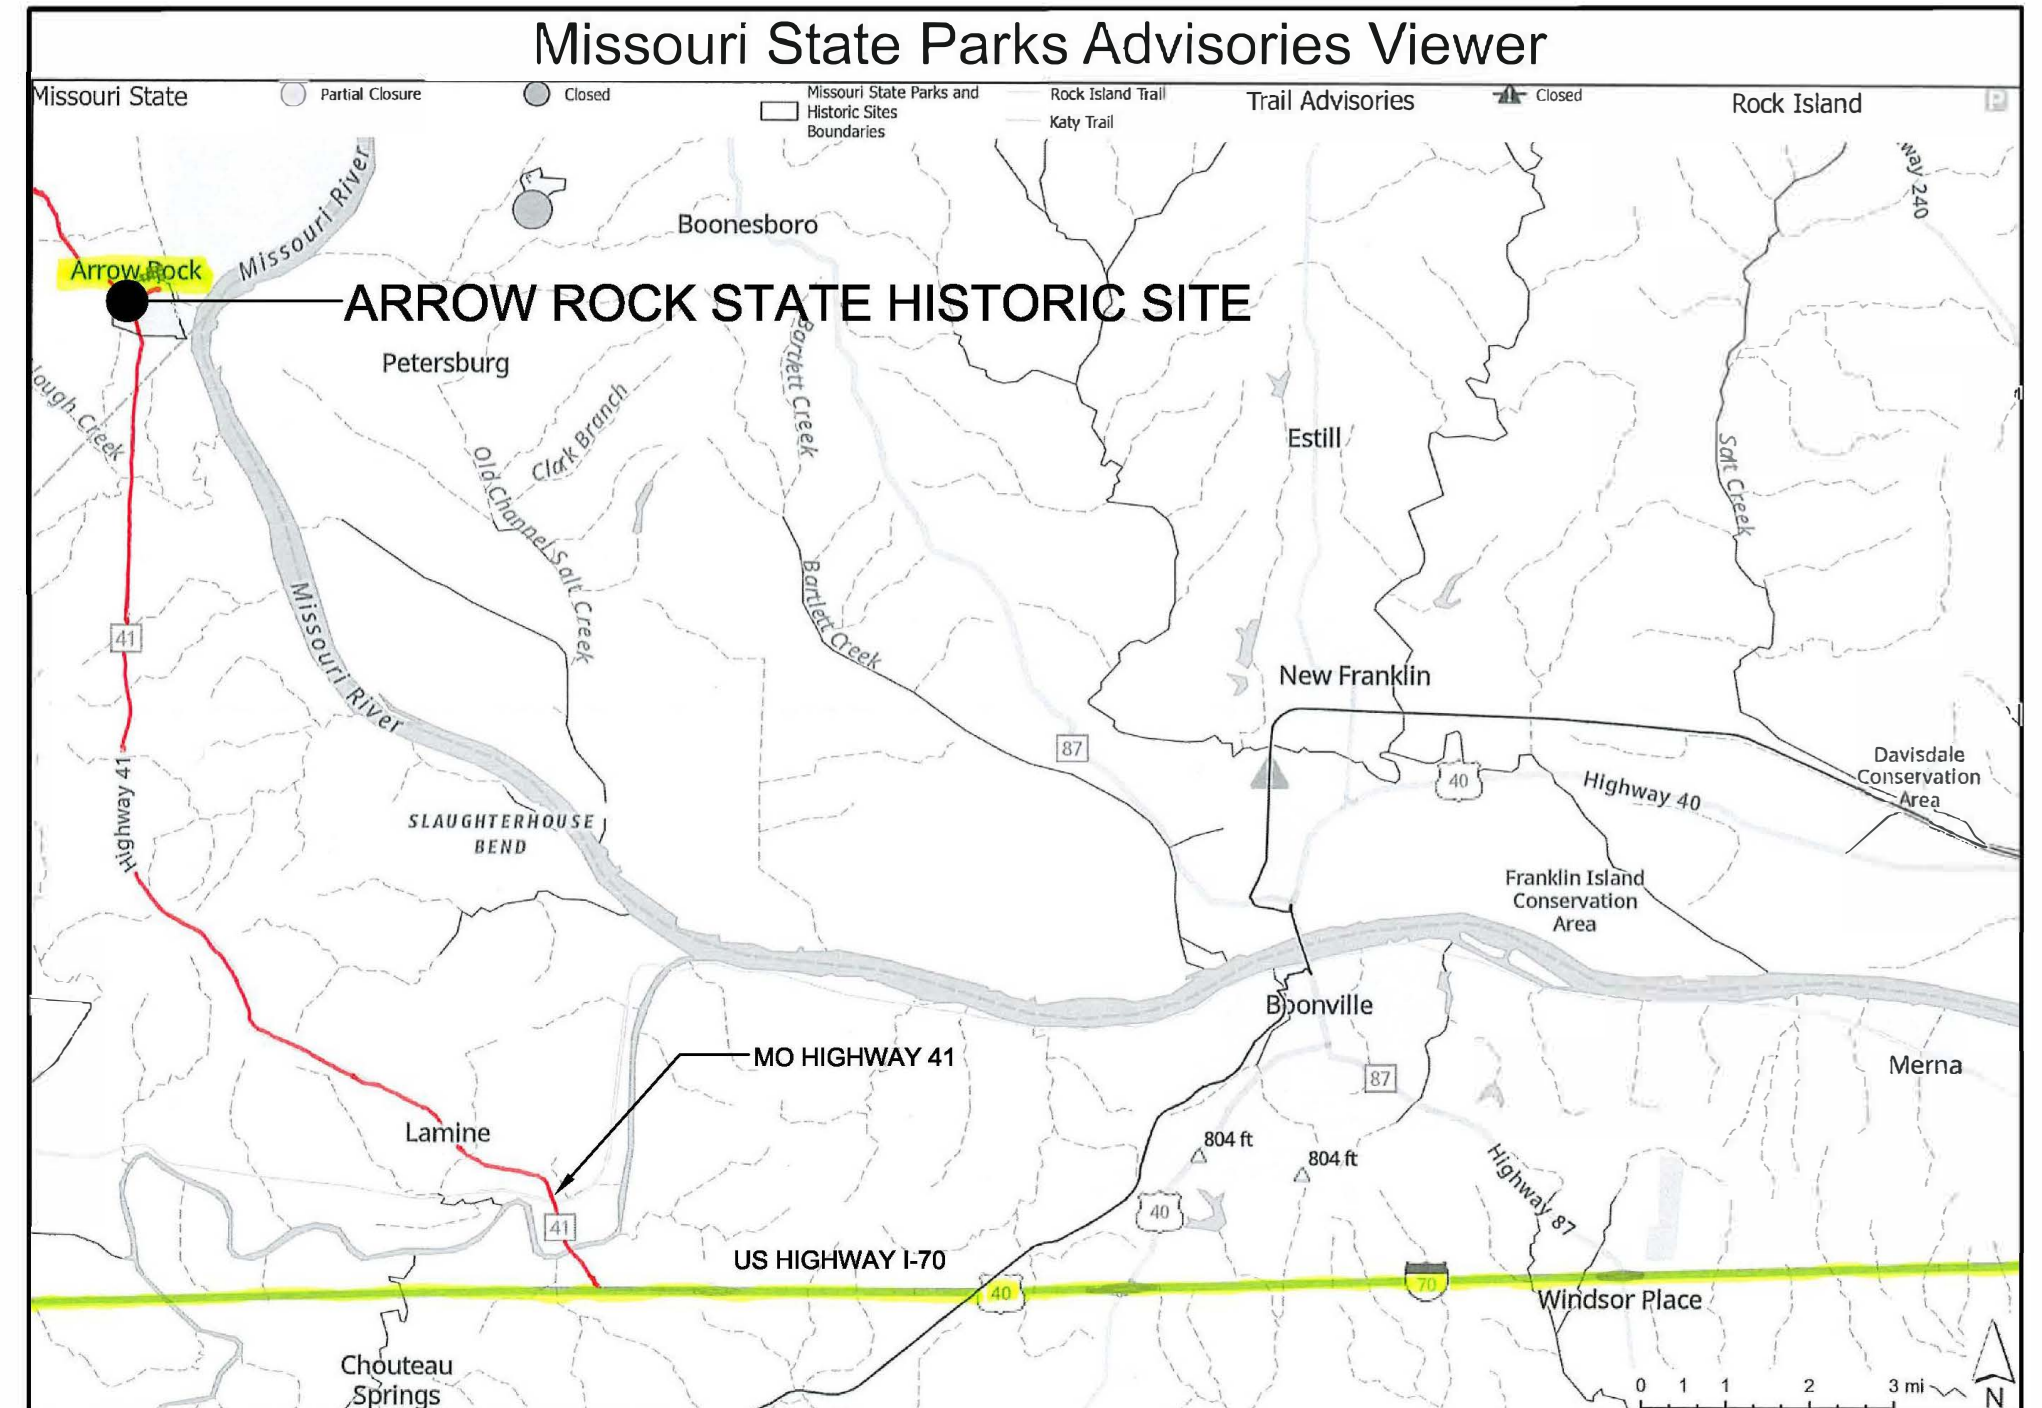 Missouri State Parks Advisories Viewer
Missouri State
Partial Closure
Closed
Missouri State Parks and
Historic Sites
Boundaries
Rock Island Trail
Katy Trail
Trail Advisories
Closed
Rock Island
P
Missouri River
way 240
Boonesboro
Arrow Rock
ARROW ROCK STATE HISTORIC SITE
Petersburg
Bartlett Creek
ough Creek
Clark Branch
Old Channel Salt Creek
Estill
Salt Creek
Missouri River
Bartlett Creek
41
New Franklin
87
40
Highway 40
Davisdale
Conservation
Area
Highway 41
SLAUGHTERHOUSE
BEND
Franklin Island
Conservation
Area
Boonville
MO HIGHWAY 41
87
Merna
Lamine
804 ft
804 ft
Highway 87
40
41
US HIGHWAY I-70
40
70
Windsor Place
Chouteau
Springs
0 1 1 2 3 mi
N